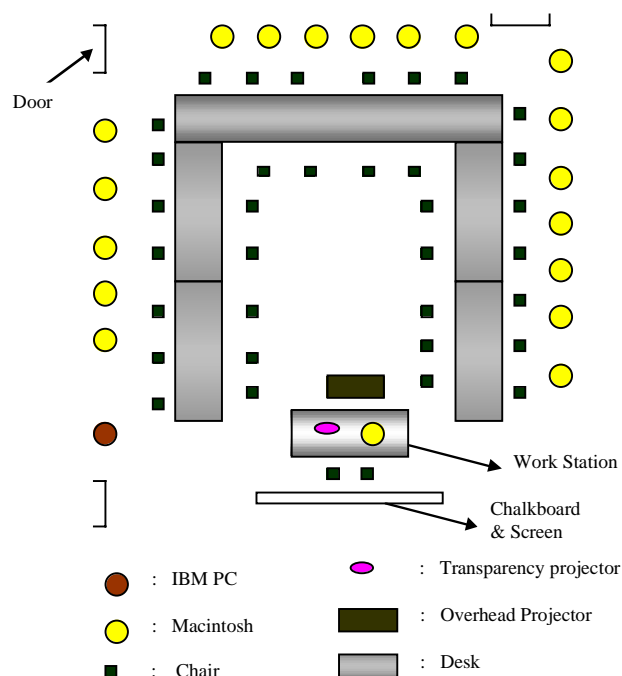 Door
Work Station
Chalkboard
& Screen
: IBM PC
: Transparency projector
: Macintosh
: Overhead Projector
: Chair
: Desk